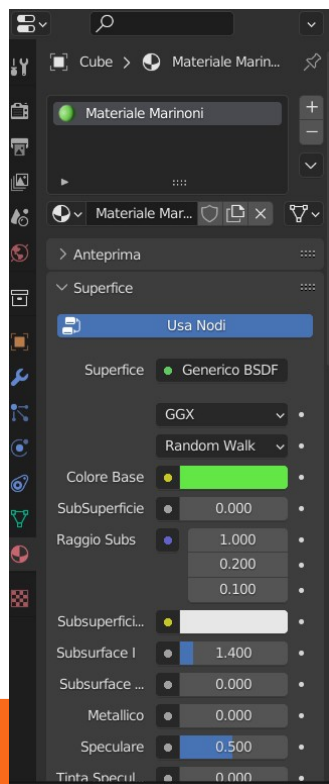 Cube > Materiale Marin...
Materiale Marinoni
Materiale Mar...
Anteprima
Superfice
Usa Nodi
Superfice Generico BSDF
GGX
Random Walk
Colore Base
SubSuperficie 0.000
Raggio Subs 1.000
0.200
0.100
Subsuperfici...
Subsurface I 1.400
Subsurface ... 0.000
Metallico 0.000
Speculare 0.500
Tinta Specul... 0.000